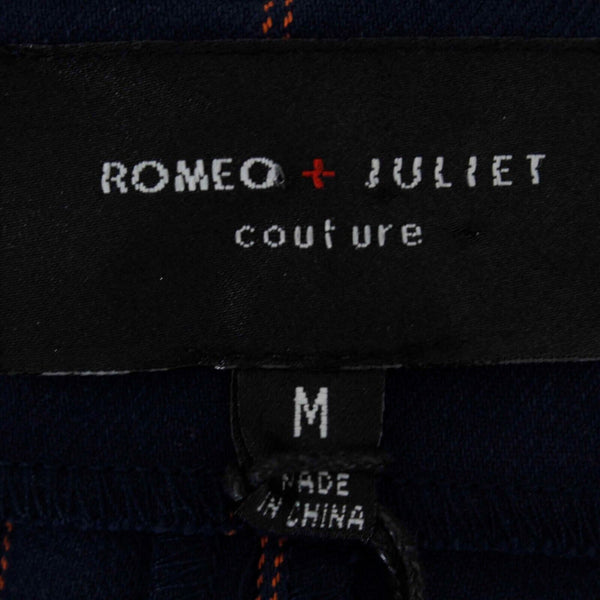 ROMEO + JULIET
couture
M
MADE
IN CHINA